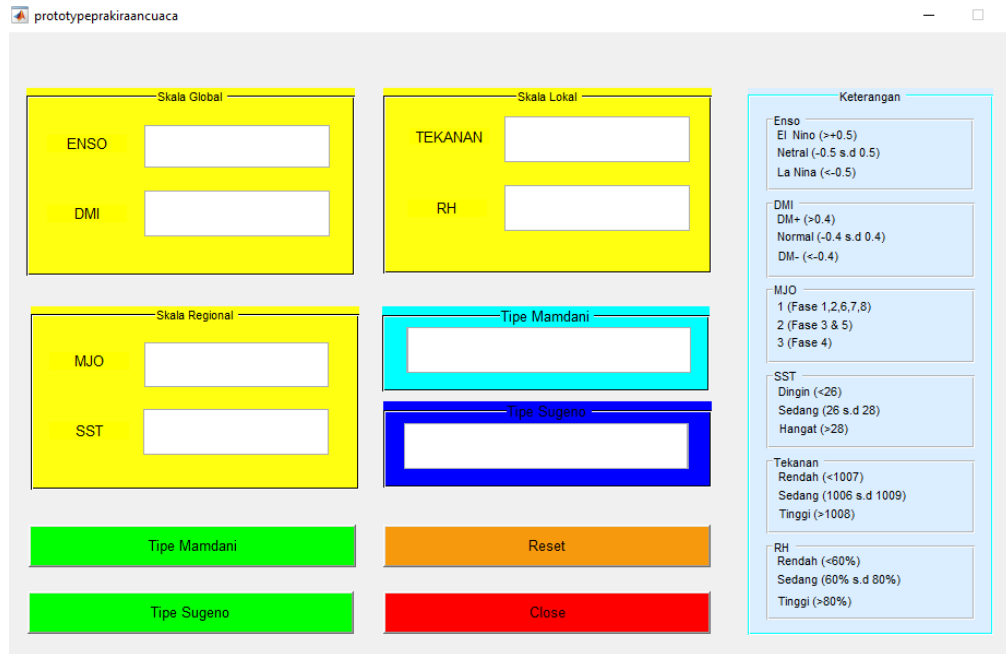 prototypeprakiraancuaca
Skala Global
ENSO
DMI
Skala Lokal
TEKANAN
RH
Skala Regional
MJO
SST
Tipe Mamdani
Tipe Sugeno
Tipe Mamdani
Reset
Tipe Sugeno
Close
Keterangan
Enso
El Nino (>+0.5)
Netral (-0.5 s.d 0.5)
La Nina (<-0.5)
DMI
DM+ (>0.4)
Normal (-0.4 s.d 0.4)
DM- (<-0.4)
MJO
1 (Fase 1,2,6,7,8)
2 (Fase 3 & 5)
3 (Fase 4)
SST
Dingin (<26)
Sedang (26 s.d 28)
Hangat (>28)
Tekanan
Rendah (<1007)
Sedang (1006 s.d 1009)
Tinggi (>1008)
RH
Rendah (<60%)
Sedang (60% s.d 80%)
Tinggi (>80%)